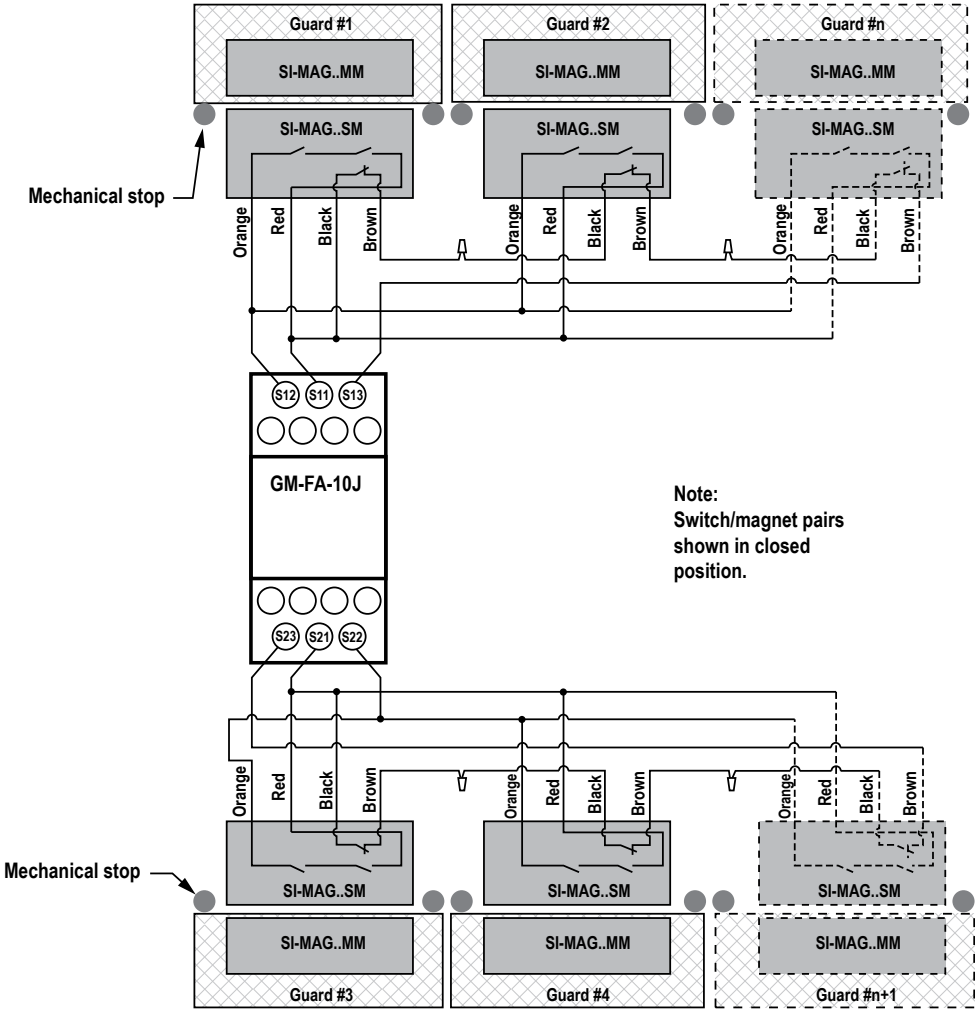 Guard #1
Guard #2
Guard #n
SI-MAG..MM
SI-MAG..MM
SI-MAG..MM
SI-MAG..SM
SI-MAG..SM
SI-MAG..SM
Mechanical stop
Orange
Red
Black
Brown
Orange
Red
Black
Brown
Orange
Red
Black
Brown
S12
S11
S13
GM-FA-10J
Note:
Switch/magnet pairs
shown in closed
position.
S23
S21
S22
Orange
Red
Black
Brown
Orange
Red
Black
Brown
Orange
Red
Black
Brown
Mechanical stop
SI-MAG..SM
SI-MAG..SM
SI-MAG..SM
SI-MAG..MM
SI-MAG..MM
SI-MAG..MM
Guard #3
Guard #4
Guard #n+1